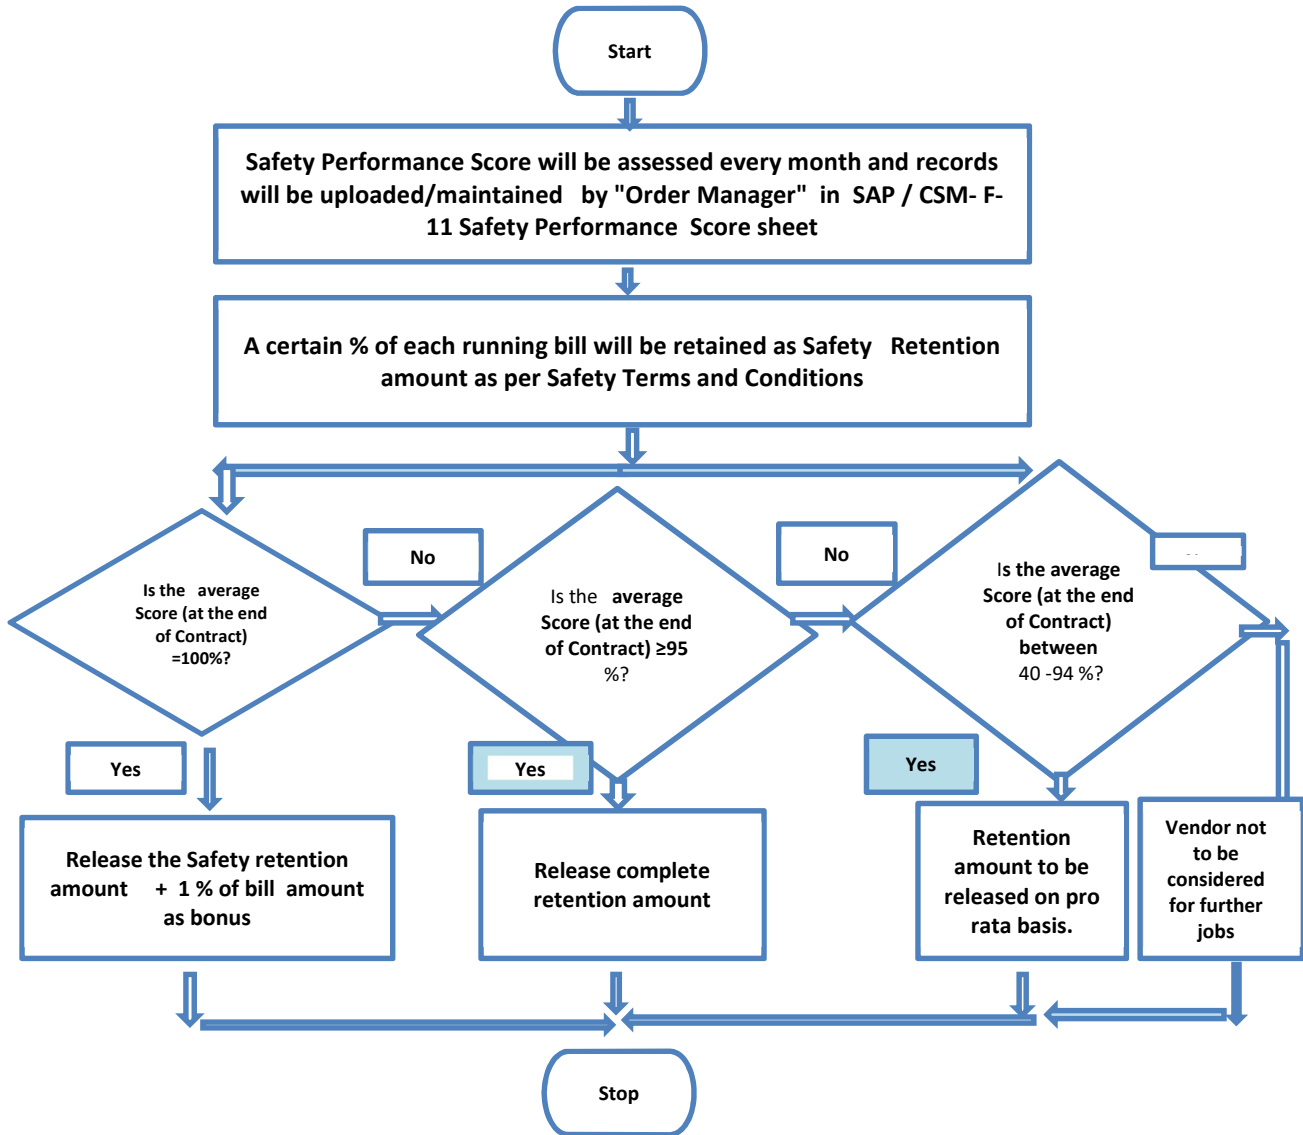 Start
Safety Performance Score will be assessed every month and records
will be uploaded/maintained by "Order Manager" in SAP / CSM- F-
11 Safety Performance Score sheet
A certain % of each running bill will be retained as Safety Retention
amount as per Safety Terms and Conditions
Is the average
Score (at the end
of Contract)
=100%?
No
Is the average
Score (at the end
of Contract) ≥95
%?
No
Is the average
Score (at the end
of Contract)
between
40 -94 %?
Yes
Yes
Yes
Release the Safety retention
amount + 1 % of bill amount
as bonus
Release complete
retention amount
Retention
amount to be
released on pro
rata basis.
Vendor not
to be
considered
for further
jobs
Stop